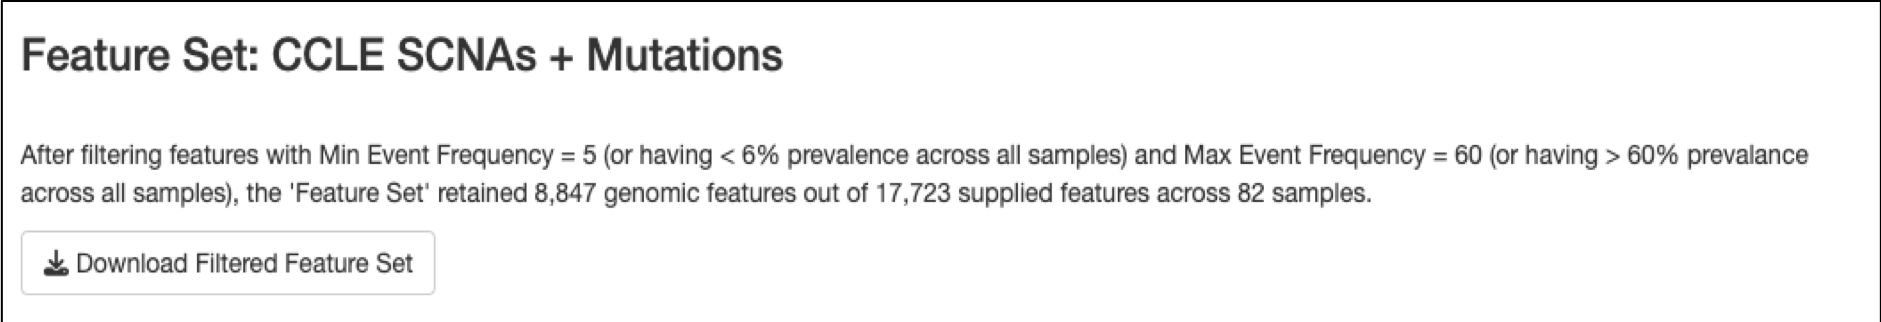 Feature Set: CCLE SCNAs + Mutations
After filtering features with Min Event Frequency = 5 (or having < 6% prevalence across all samples) and Max Event Frequency = 60 (or having > 60% prevalance
across all samples), the 'Feature Set' retained 8,847 genomic features out of 17,723 supplied features across 82 samples.
Download Filtered Feature Set